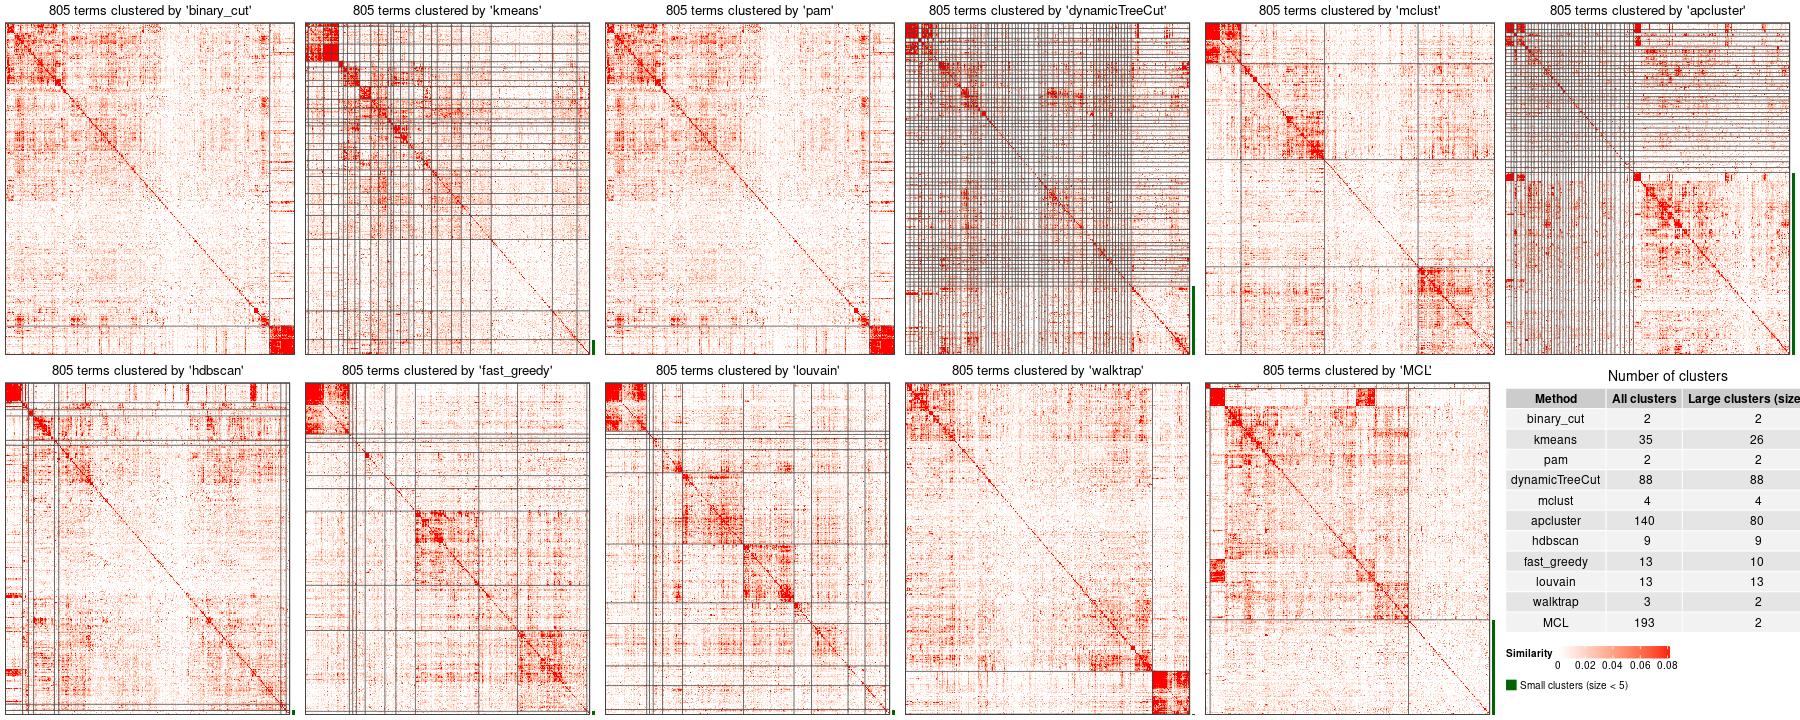 805 terms clustered by 'binary_cut'
805 terms clustered by 'kmeans'
805 terms clustered by 'pam'
805 terms clustered by 'dynamicTreeCut'
805 terms clustered by 'mclust'
805 terms clustered by 'apcluster'
805 terms clustered by 'hdbscan'
805 terms clustered by 'fast_greedy'
805 terms clustered by 'louvain'
805 terms clustered by 'walktrap'
805 terms clustered by 'MCL'
Number of clusters
Method All clusters Large clusters (size
binary_cut 2 2
kmeans 35 26
pam 2 2
dynamicTreeCut 88 88
mclust 4 4
apcluster 140 80
hdbscan 9 9
fast_greedy 13 10
louvain 13 13
walktrap 3 2
MCL 193 2
Similarity
0 0.02 0.04 0.06 0.08
Small clusters (size < 5)